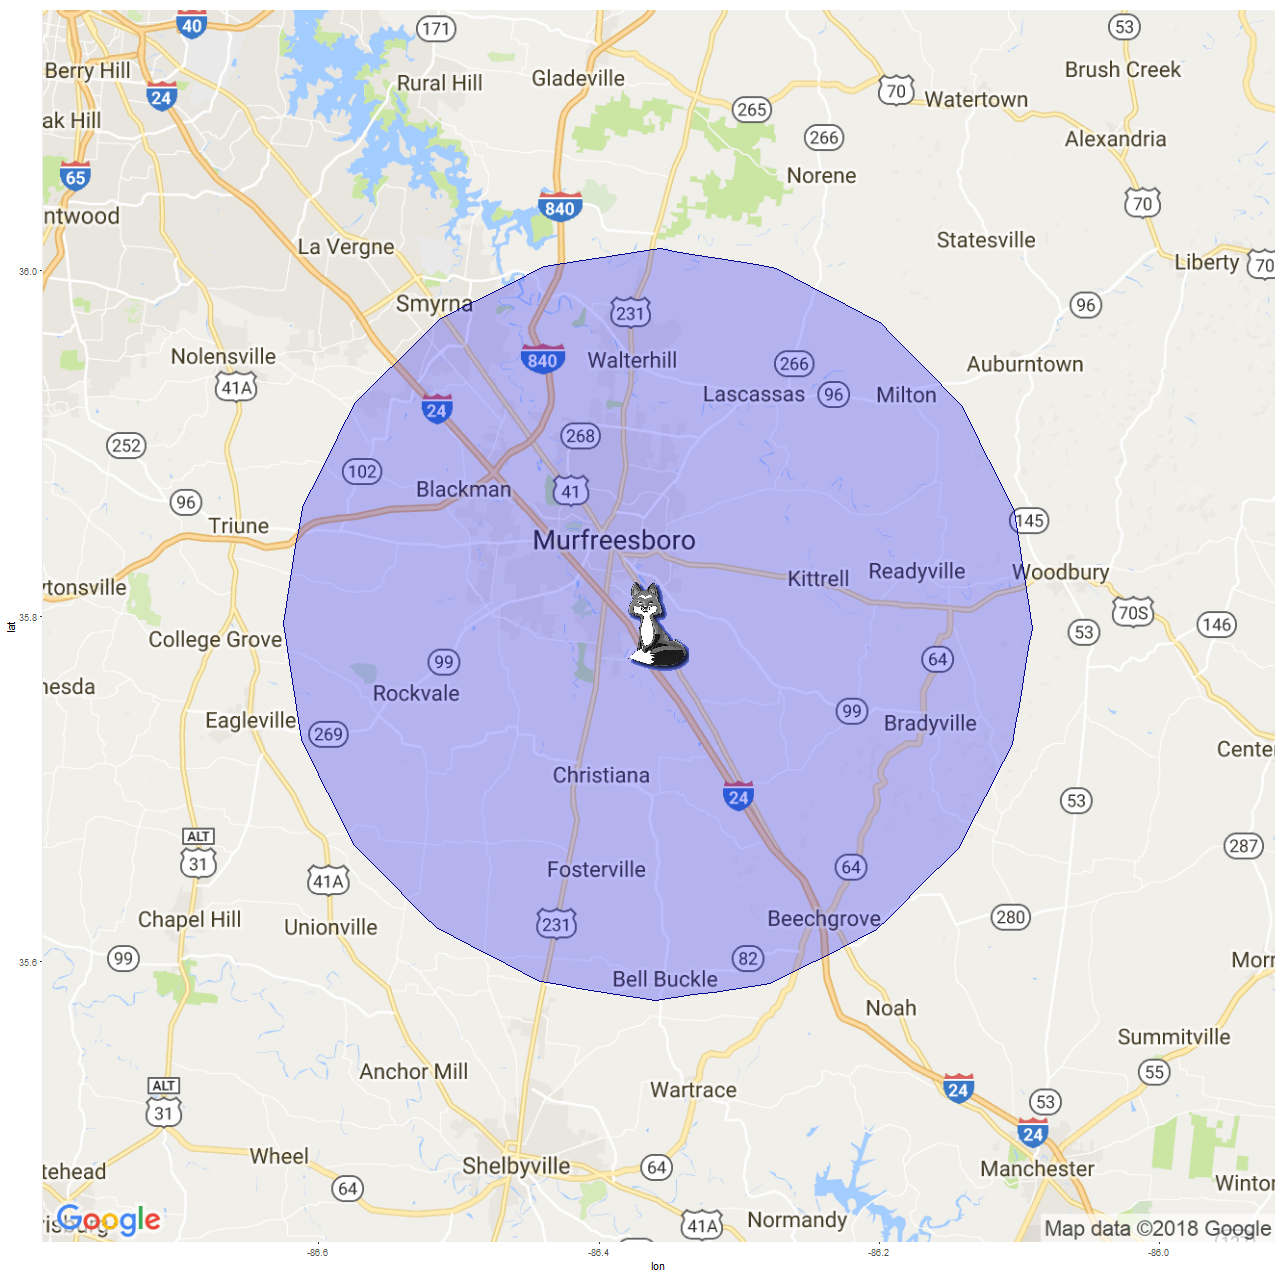 40
171
53
Berry Hill
Rural Hill
Gladeville
Brush Creek
24
265
70
Watertown
ak Hill
266
Alexandria
65
Norene
840
70
ntwood
La Vergne
Statesville
Liberty
70
36.0
Smyrna
231
96
Nolensville
840
Walterhill
266
Auburntown
41A
24
Lascassas
96
Milton
252
268
102
Blackman
41
96
Triune
145
Murfreesboro
Kittrell
Readyville
Woodbury
ytonsville
70S
35.8
lat
College Grove
53
146
99
64
nesda
Rockvale
Eagleville
269
99
Bradyville
Center
Christiana
24
53
ALT
31
287
41A
Fosterville
64
Chapel Hill
Unionville
231
Beechgrove
280
99
35.6
82
Morr
Bell Buckle
Noah
Summitville
Anchor Mill
55
ALT
31
Wartrace
24
53
24
Wheel
Shelbyville
64
Manchester
tehead
64
Winto
Google
41A
Normandy
Map data ©2018 Google
-86.6
-86.4
-86.2
-86.0
lon